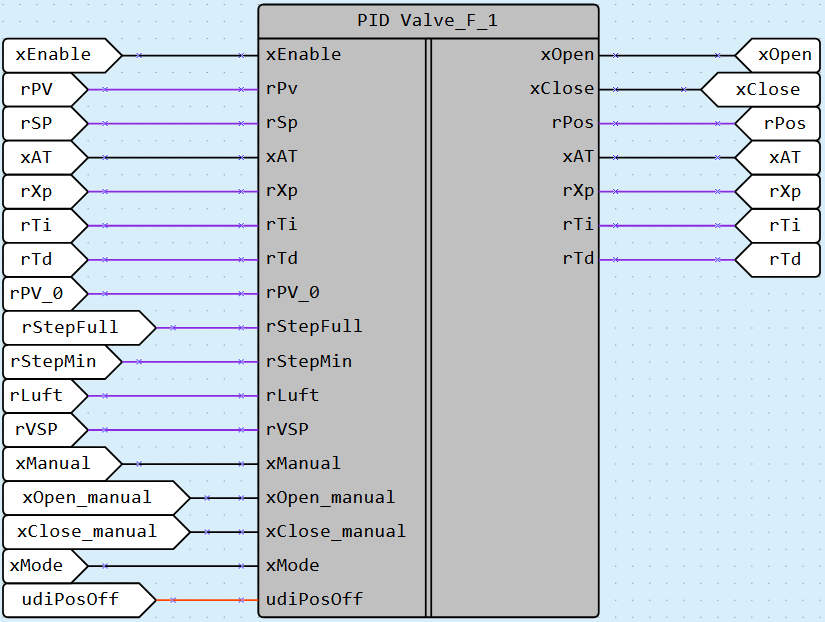 PID Valve_F_1
xEnable xEnable xOpen xOpen
rPV rPv xClose xClose
rSP rSp rPos rPos
xAT xAT xAT xAT
rXp rXp rXp rXp
rTi rTi rTi rTi
rTd rTd rTd rTd
rPV_0 rPV_0
rStepFull rStepFull
rStepMin rStepMin
rLuft rLuft
rVSP rVSP
xManual xManual
xOpen_manual xOpen_manual
xClose_manual xClose_manual
xMode xMode
udiPosOff udiPosOff